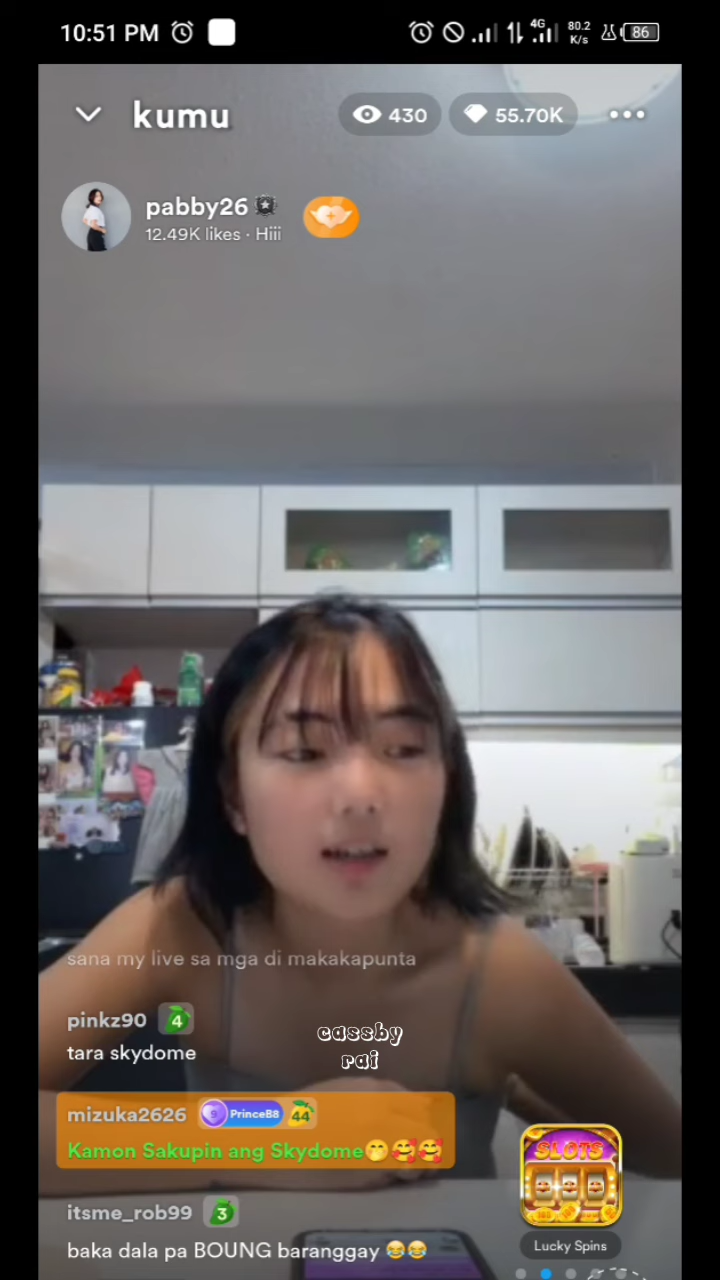 10:51 PM
4G
80.2
K/s
86
kumu
430
55.70K
pabby26
12.49K likes · Hiii
sana my live sa mga di makakapunta
pinkz90 4
tara skydome
cassby
rai
mizuka2626 9 PrinceB8 44
Kamon Sakupin ang Skydome🤭🥰🥰
SLOTS
itsme_rob99 3
baka dala pa BOUNG baranggay 😂😂
Lucky Spins